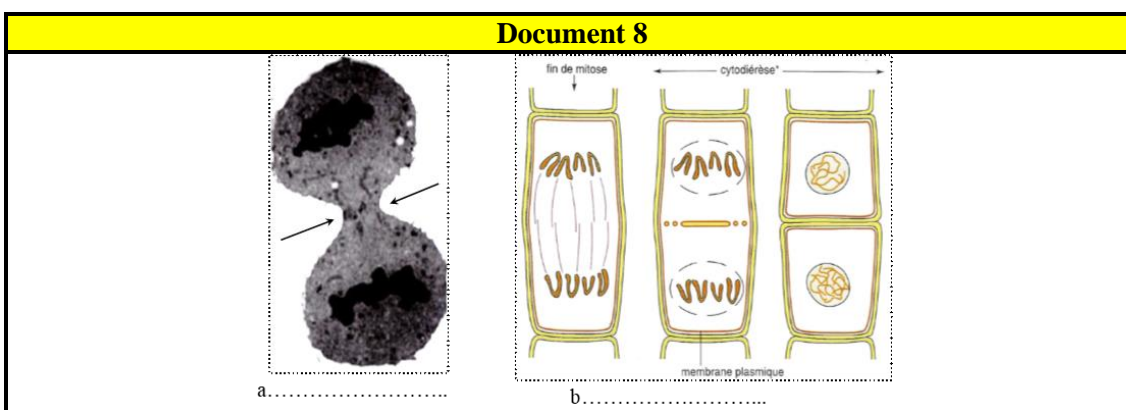 Document 8
fin de mitose
cytodiérèse*
membrane plasmique
a……………………..
b……………………...